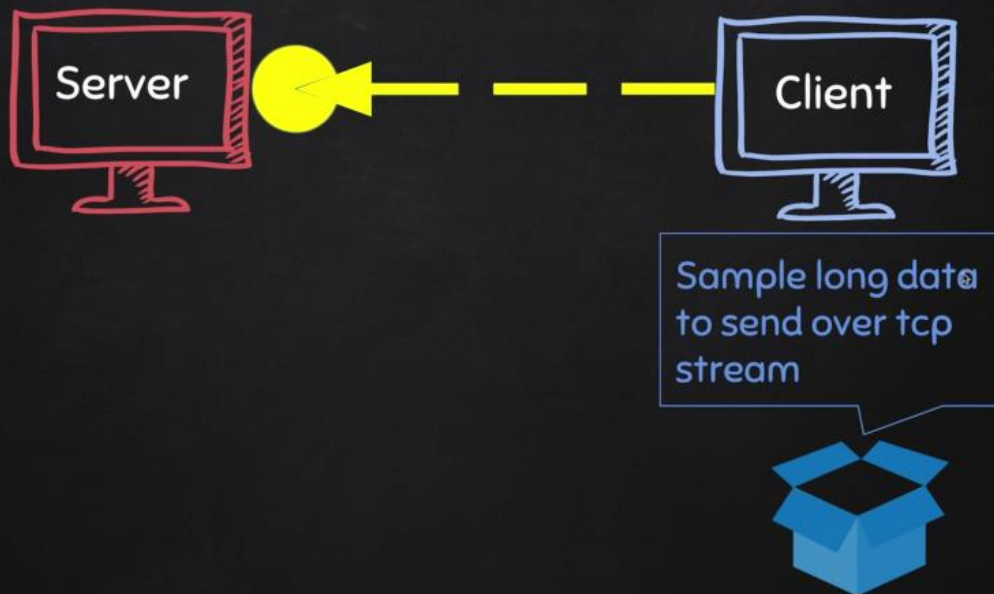 Server
Client
Sample long data
to send over tcp
stream